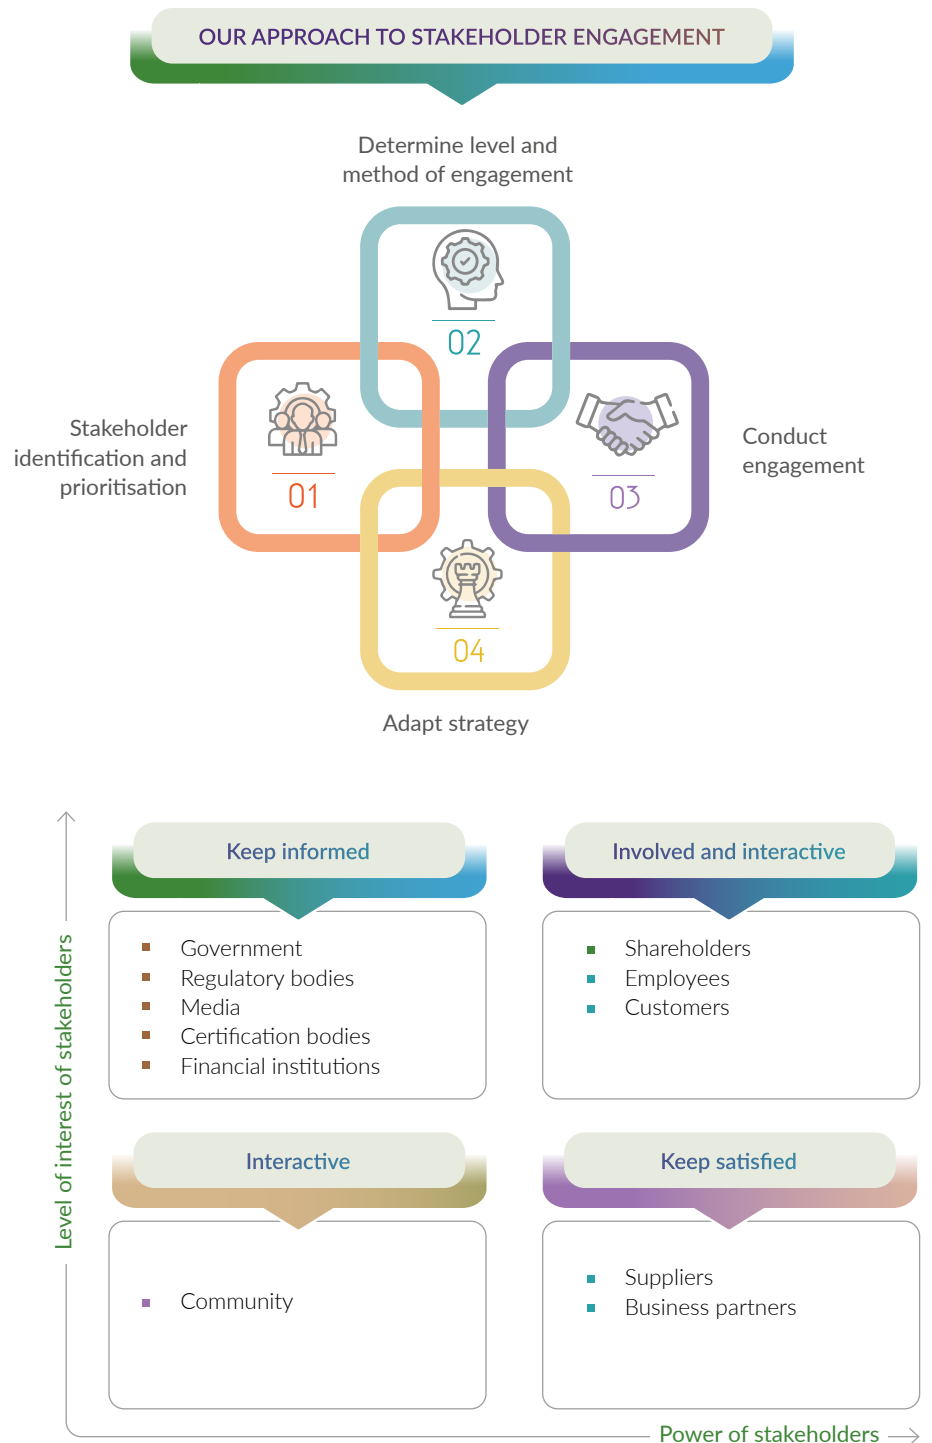 OUR APPROACH TO STAKEHOLDER ENGAGEMENT
Determine level and
method of engagement
02
Stakeholder
identification and
prioritisation
01
Conduct
engagement
03
04
Adapt strategy
Level of interest of stakeholders
Keep informed
Government
Regulatory bodies
Media
Certification bodies
Financial institutions
Involved and interactive
Shareholders
Employees
Customers
Interactive
Community
Keep satisfied
Suppliers
Business partners
Power of stakeholders